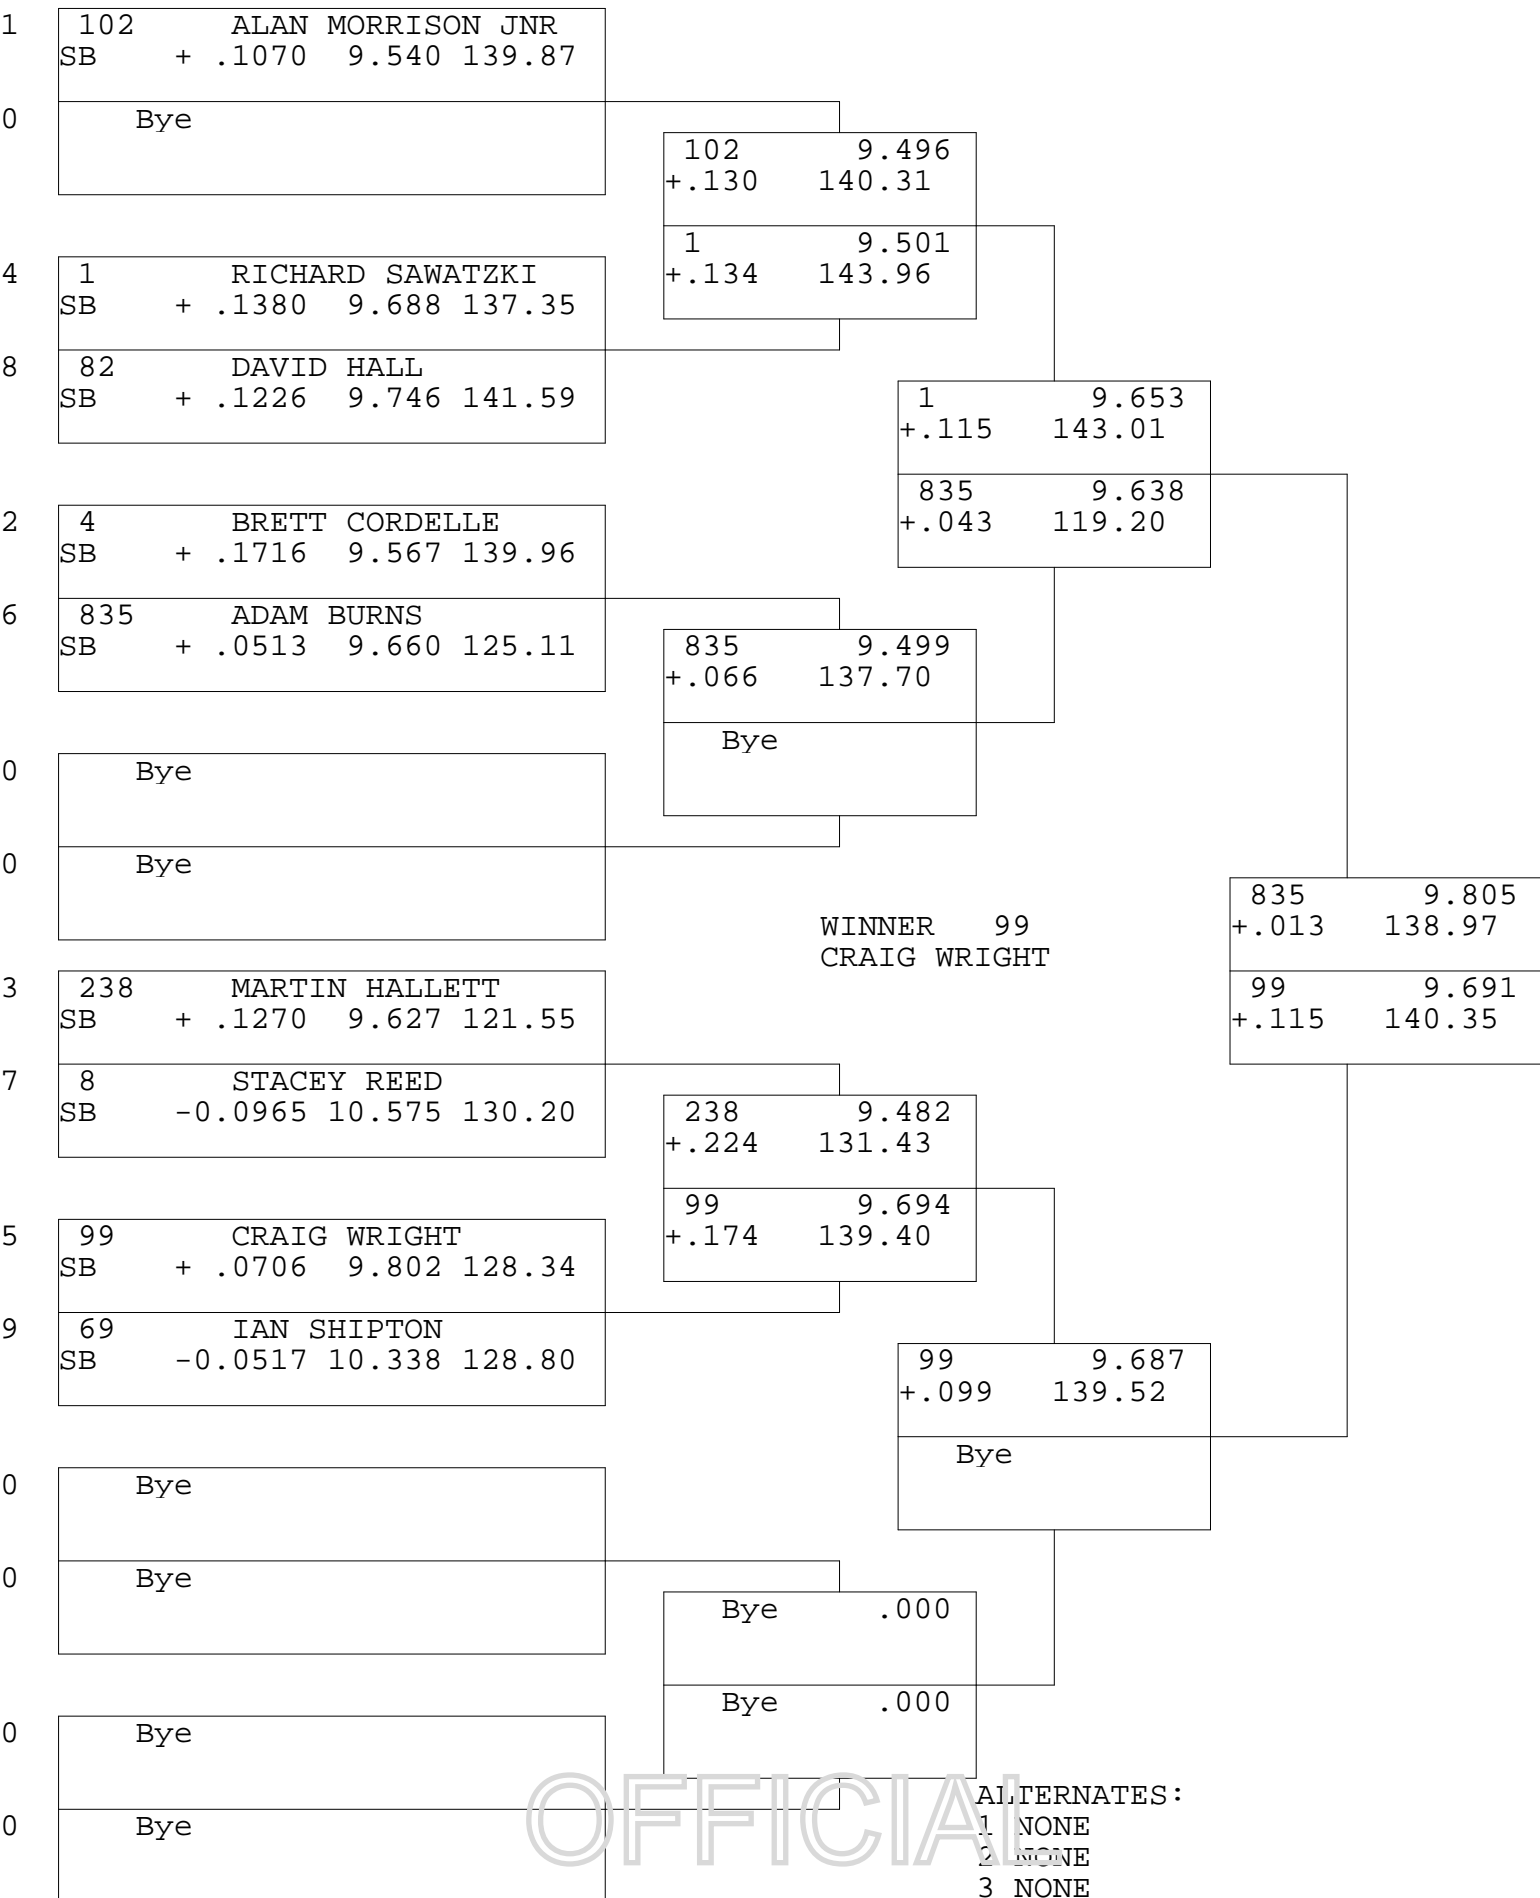 1 102 ALAN MORRISON JNR
SB + .1070 9.540 139.87
0 Bye
102 9.496
+.130 140.31
1 9.501
+.134 143.96
4 1 RICHARD SAWATZKI
SB + .1380 9.688 137.35
8 82 DAVID HALL
SB + .1226 9.746 141.59
1 9.653
+.115 143.01
835 9.638
+.043 119.20
2 4 BRETT CORDELLE
SB + .1716 9.567 139.96
6 835 ADAM BURNS
SB + .0513 9.660 125.11
835 9.499
+.066 137.70
Bye
0 Bye
0 Bye
835 9.805
+.013 138.97
99 9.691
+.115 140.35
WINNER 99
CRAIG WRIGHT
3 238 MARTIN HALLETT
SB + .1270 9.627 121.55
7 8 STACEY REED
SB -0.0965 10.575 130.20
238 9.482
+.224 131.43
99 9.694
+.174 139.40
5 99 CRAIG WRIGHT
SB + .0706 9.802 128.34
9 69 IAN SHIPTON
SB -0.0517 10.338 128.80
99 9.687
+.099 139.52
Bye
0 Bye
0 Bye
Bye .000
Bye .000
0 Bye
0 Bye
OFFICIAL
ALTERNATES:
1 NONE
2 NONE
3 NONE